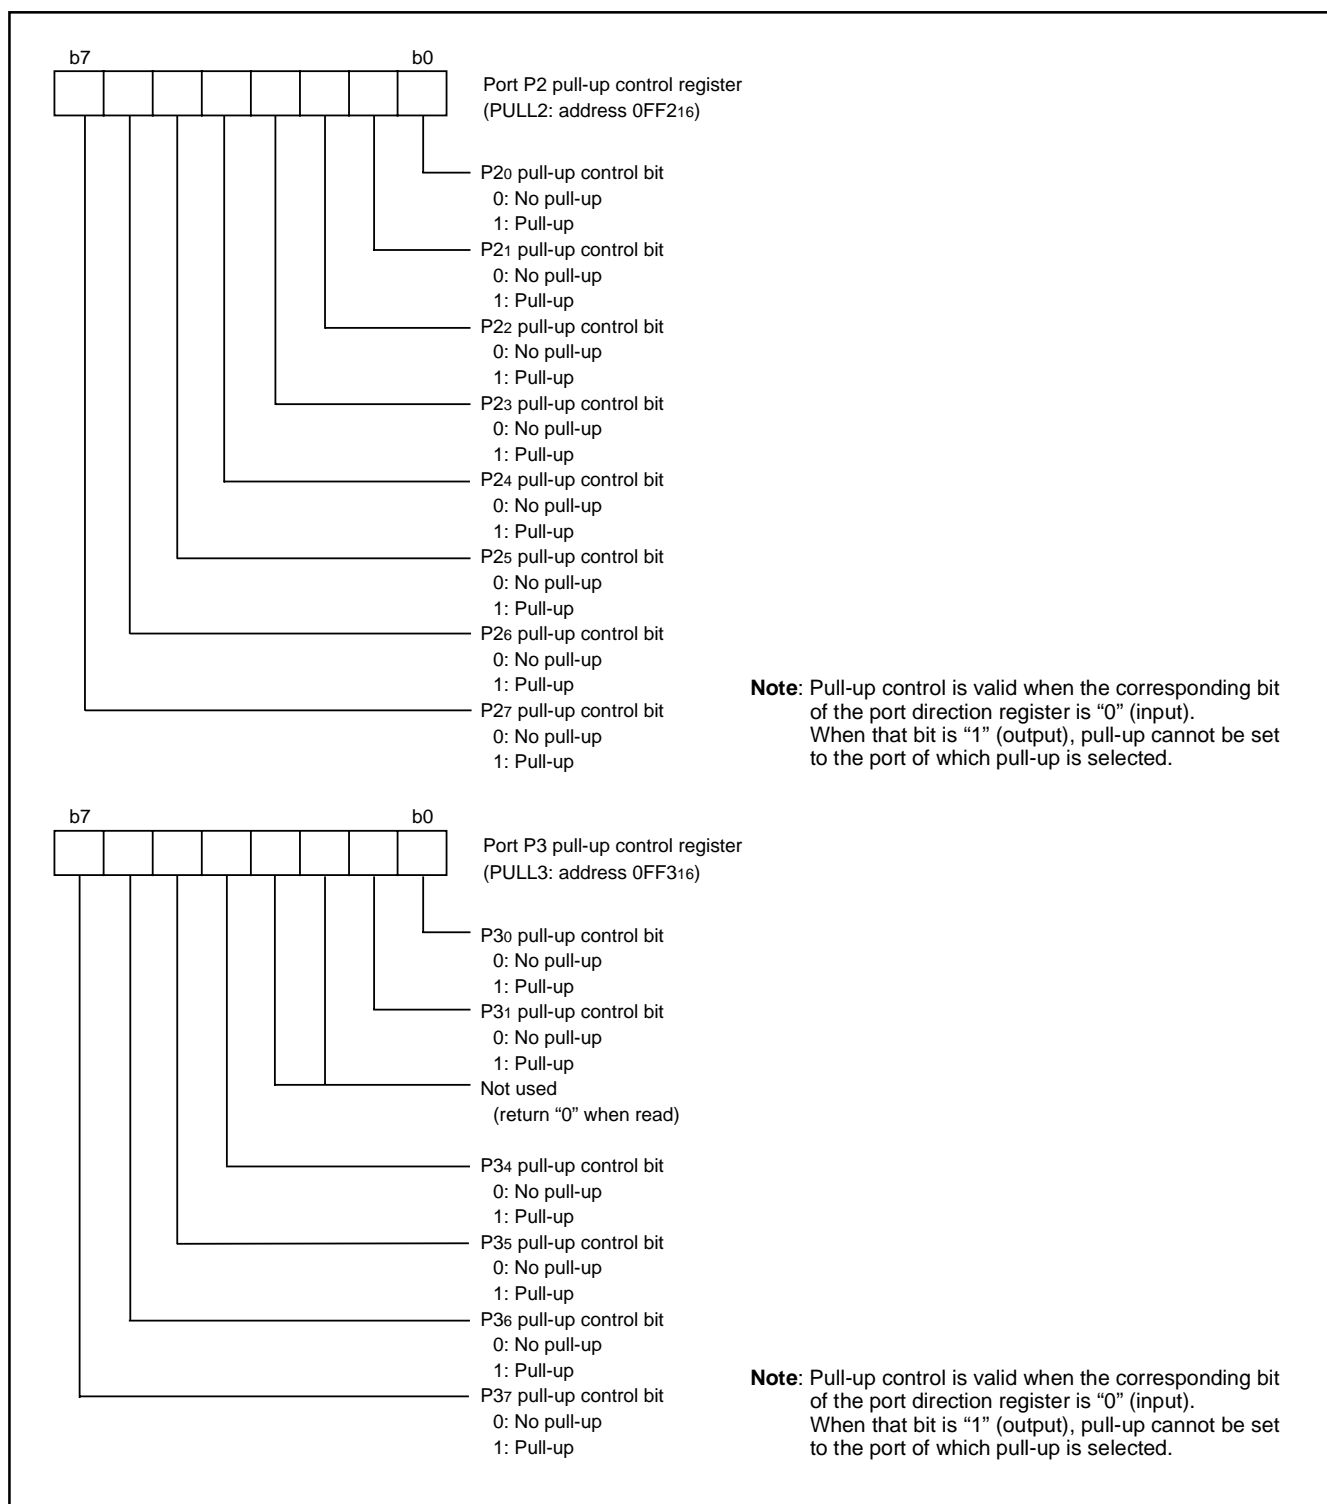 b7 b0
Port P2 pull-up control register
(PULL2: address 0FF216)
P20 pull-up control bit
0: No pull-up
1: Pull-up
P21 pull-up control bit
0: No pull-up
1: Pull-up
P22 pull-up control bit
0: No pull-up
1: Pull-up
P23 pull-up control bit
0: No pull-up
1: Pull-up
P24 pull-up control bit
0: No pull-up
1: Pull-up
P25 pull-up control bit
0: No pull-up
1: Pull-up
P26 pull-up control bit
0: No pull-up
1: Pull-up
P27 pull-up control bit
0: No pull-up
1: Pull-up
Note: Pull-up control is valid when the corresponding bit
of the port direction register is “0” (input).
When that bit is “1” (output), pull-up cannot be set
to the port of which pull-up is selected.
b7 b0
Port P3 pull-up control register
(PULL3: address 0FF316)
P30 pull-up control bit
0: No pull-up
1: Pull-up
P31 pull-up control bit
0: No pull-up
1: Pull-up
Not used
(return “0” when read)
P34 pull-up control bit
0: No pull-up
1: Pull-up
P35 pull-up control bit
0: No pull-up
1: Pull-up
P36 pull-up control bit
0: No pull-up
1: Pull-up
P37 pull-up control bit
0: No pull-up
1: Pull-up
Note: Pull-up control is valid when the corresponding bit
of the port direction register is “0” (input).
When that bit is “1” (output), pull-up cannot be set
to the port of which pull-up is selected.